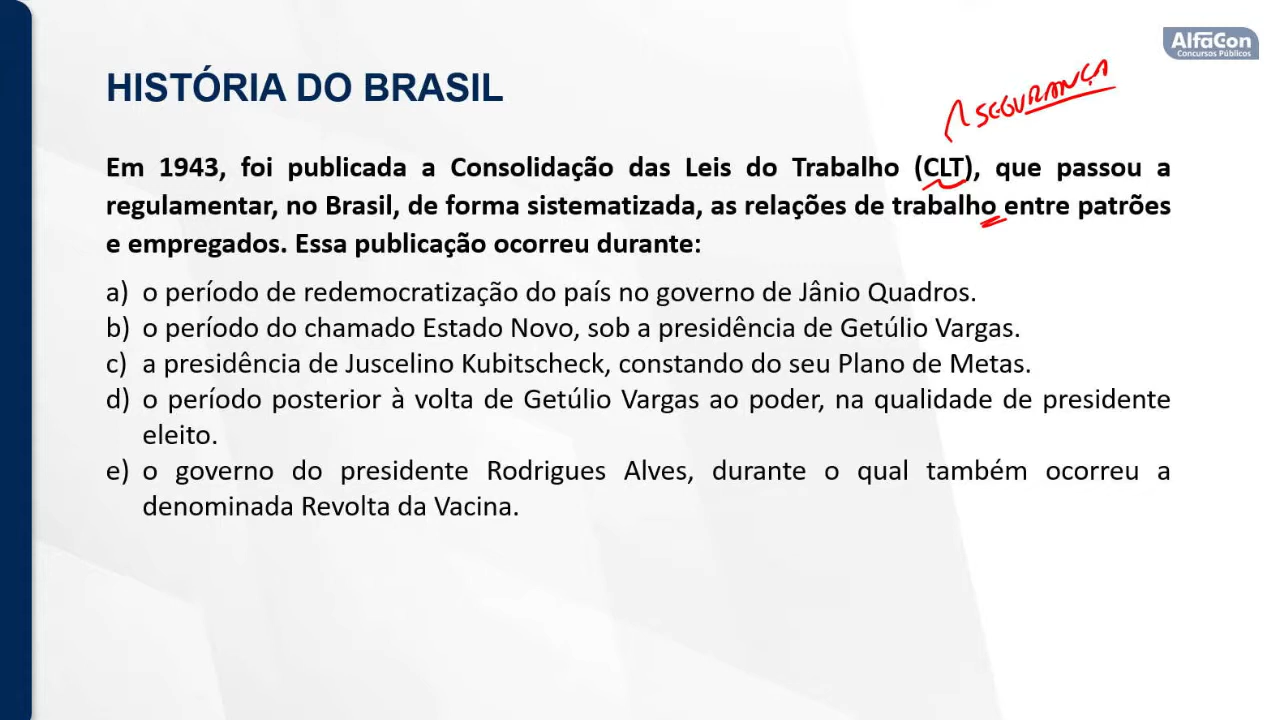 AlfaCon
Concursos Públicos
HISTÓRIA DO BRASIL
SEGURANÇA
Em 1943, foi publicada a Consolidação das Leis do Trabalho (CLT), que passou a
regulamentar, no Brasil, de forma sistematizada, as relações de trabalho entre patrões
e empregados. Essa publicação ocorreu durante:
a) o período de redemocratização do país no governo de Jânio Quadros.
b) o período do chamado Estado Novo, sob a presidência de Getúlio Vargas.
c) a presidência de Juscelino Kubitscheck, constando do seu Plano de Metas.
d) o período posterior à volta de Getúlio Vargas ao poder, na qualidade de presidente
eleito.
e) o governo do presidente Rodrigues Alves, durante o qual também ocorreu a
denominada Revolta da Vacina.